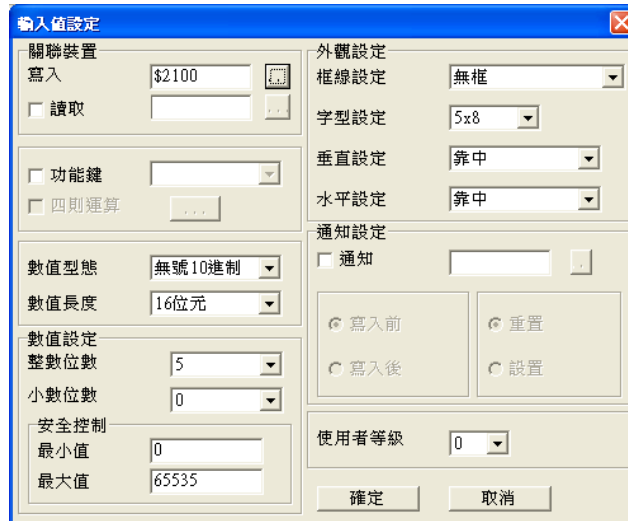 輸入值設定
關聯裝置
寫入 $2100 ...
讀取 ...
功能鍵
四則運算 ...
數值型態 無號10進制
數值長度 16位元
數值設定
整數位數 5
小數位數 0
安全控制
最小值 0
最大值 65535
外觀設定
框線設定 無框
字型設定 5x8
垂直設定 靠中
水平設定 靠中
通知設定
通知 .
寫入前 重置
寫入後 設置
使用者等級 0
確定 取消